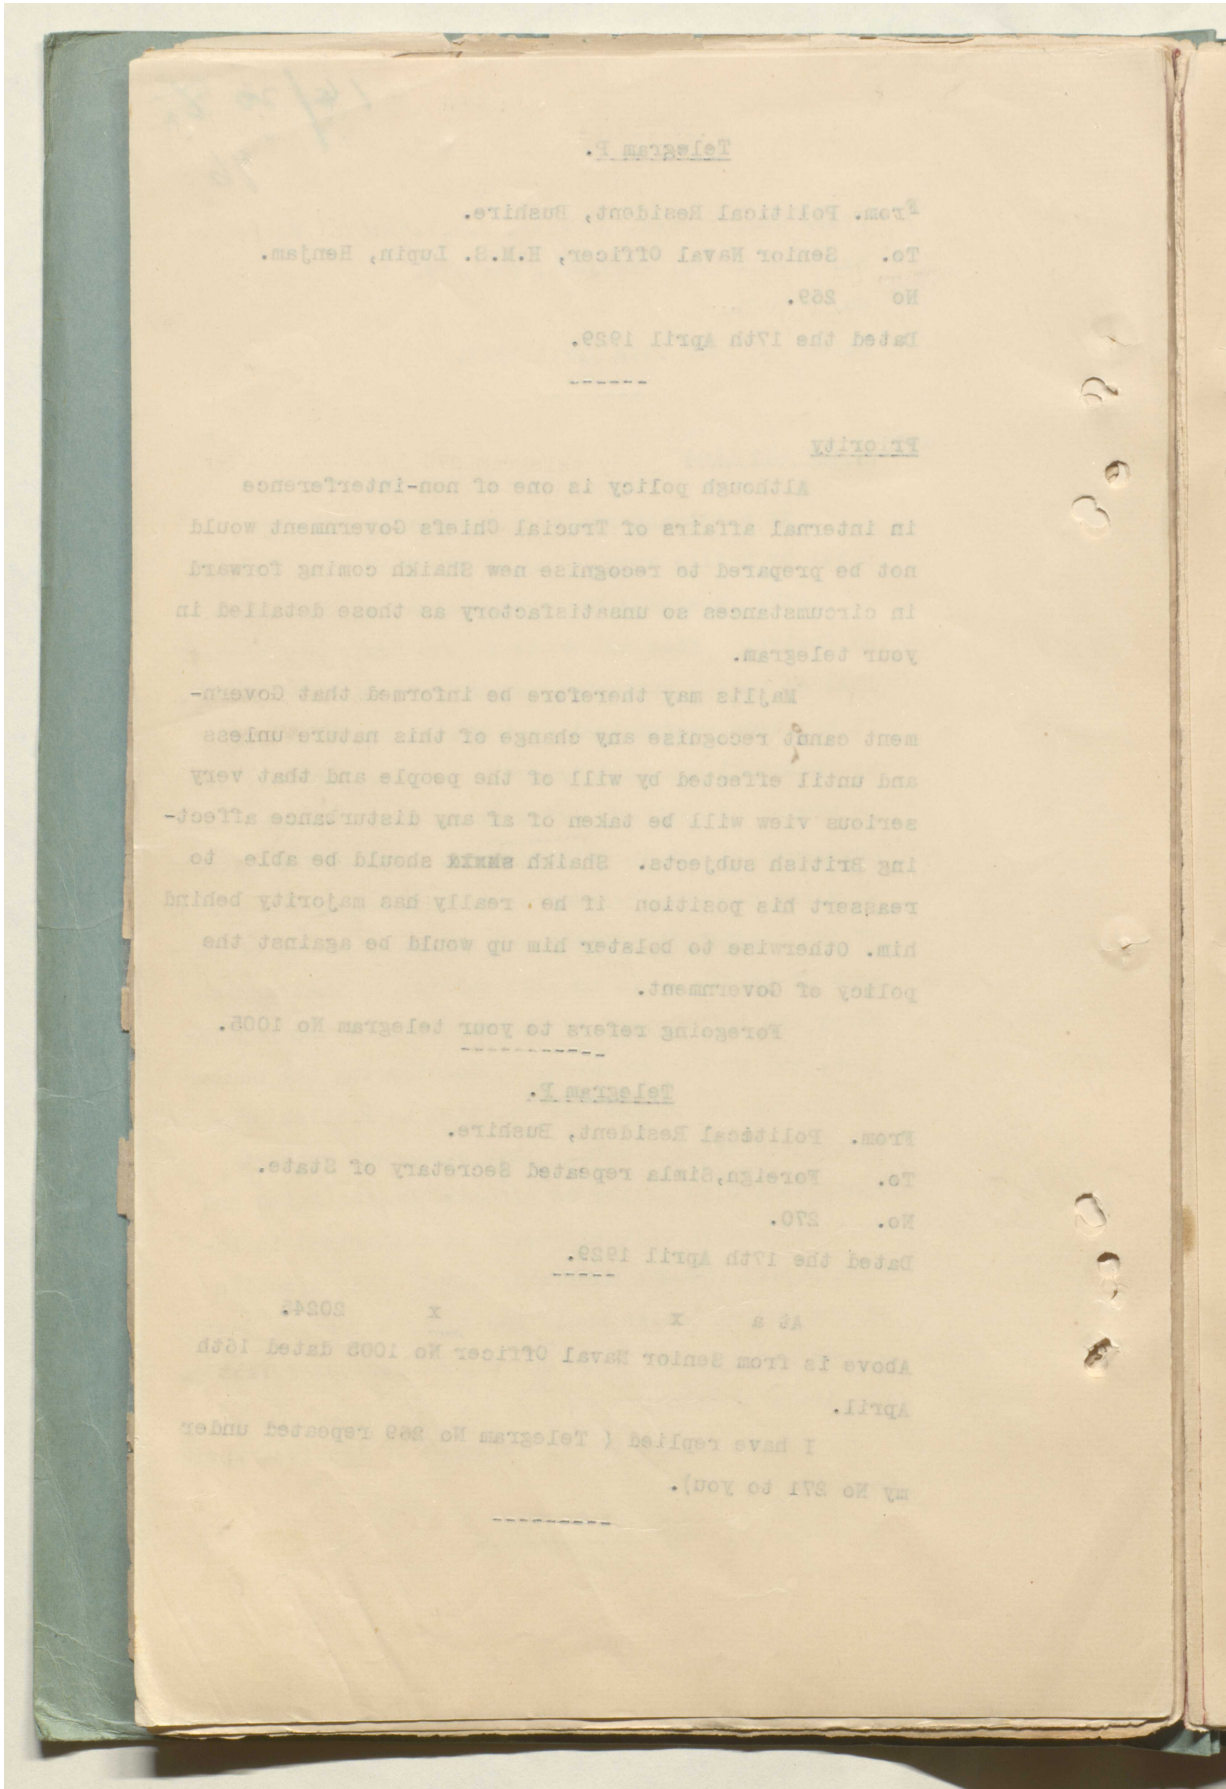 Telegram P.
From. Political Resident, Bushire.
To. Senior Naval Officer, H.M.S. Lupin, Henjam.
No 269.
Dated the 17th April 1929.
------
Priority
Although policy is one of non-interference
in internal affairs of Trucial Chiefs Government would
not be prepared to recognise new Shaikh coming forward
in circumstances so unsatisfactory as those detailed in
your telegram.
Majlis may therefore be informed that Govern-
ment cannot recognise any change of this nature unless
and until effected by will of the people and that very
serious view will be taken of af any disturbance affect-
ing British subjects. Shaikh should be able to
reassert his position if he really has majority behind
him. Otherwise to bolster him up would be against the
policy of Government.
Foregoing refers to your telegram No 1005.
----------
Telegram P.
From. Political Resident, Bushire.
To. Foreign, Simla repeated Secretary of State.
No. 270.
Dated the 17th April 1929.
-----
At a x x 2024.
Above is from Senior Naval Officer No 1005 dated 16th
April.
I have replied ( Telegram No 269 repeated under
my No 271 to you).
---------